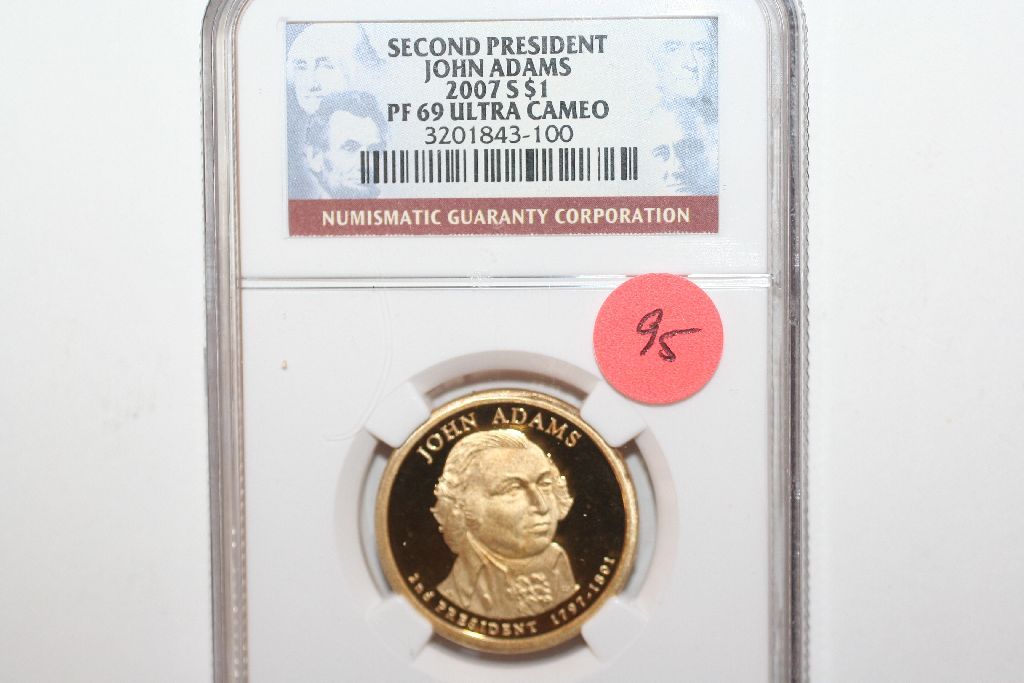 SECOND PRESIDENT
JOHN ADAMS
2007 S $1
PF 69 ULTRA CAMEO
3201843-100
NUMISMATIC GUARANTY CORPORATION
95
JOHN ADAMS
2nd PRESIDENT 1797-1801